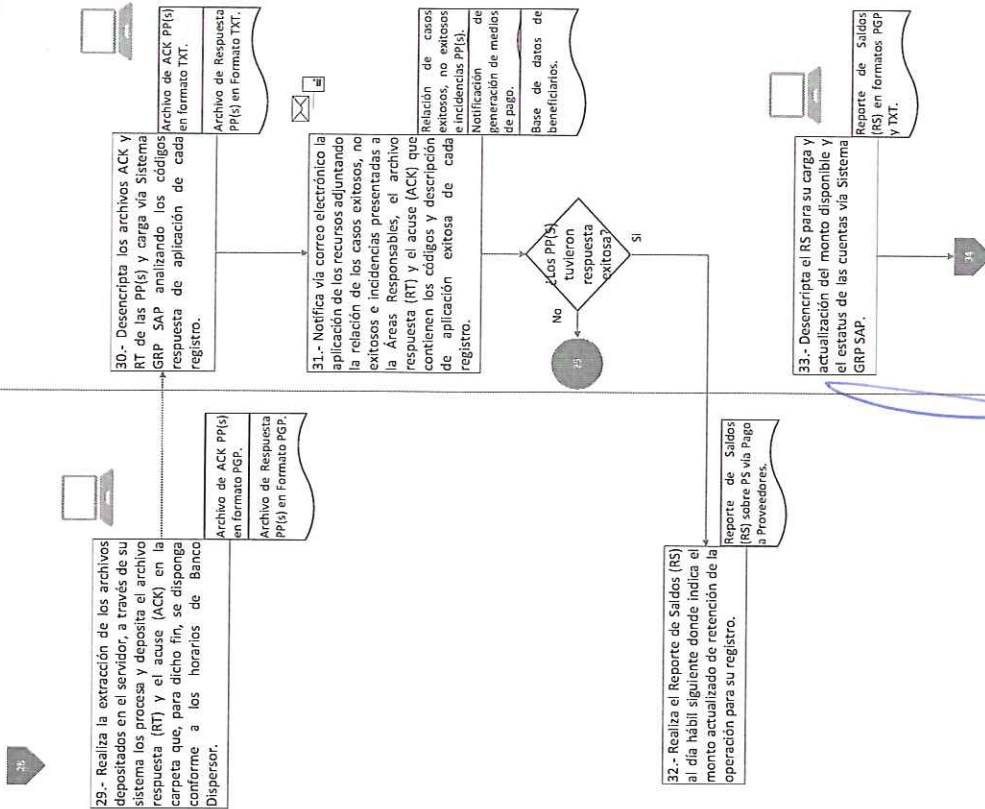 28
29.- Realiza la extracción de los archivos
depositados en el servidor, a través de su
sistema los procesa y deposita el archivo
respuesta (RT) y el acuse (ACK) en la
carpeta que, para dicho fin, se disponga
conforme a los horarios de Banco
Dispersor.
Archivo de ACK PP(s)
en formato PGP.
Archivo de Respuesta
PP(s) en Formato PGP.
30.- Desencripta los archivos ACK y
RT de las PP(s) y carga vía Sistema
GRP SAP analizando los códigos
respuesta de aplicación de cada
registro.
Archivo de ACK PP(s)
en formato TXT.
Archivo de Respuesta
PP(s) en Formato TXT.
31.- Notifica vía correo electrónico la
aplicación de los recursos adjuntando
la relación de los casos exitosos, no
exitosos e incidencias presentadas a
la Áreas Responsables, el archivo
respuesta (RT) y el acuse (ACK) que
contienen los códigos y descripción
de aplicación exitosa de cada
registro.
Relación de casos
exitosos, no exitosos
e incidencias PP(s).
Notificación de
generación de medios
de pago.
Base de datos de
beneficiarios.
¿Los PP(S)
tuvieron
respuesta
exitosa?
No
Si
32.- Realiza el Reporte de Saldos (RS)
al día hábil siguiente donde indica el
monto actualizado de retención de la
operación para su registro.
Reporte de Saldos
(RS) sobre PS vía Pago
a Proveedores.
33.- Desencripta el RS para su carga y
actualización del monto disponible y
el estatus de las cuentas vía Sistema
GRP SAP.
Reporte de Saldos
(RS) en formatos PGP
y TXT.
34